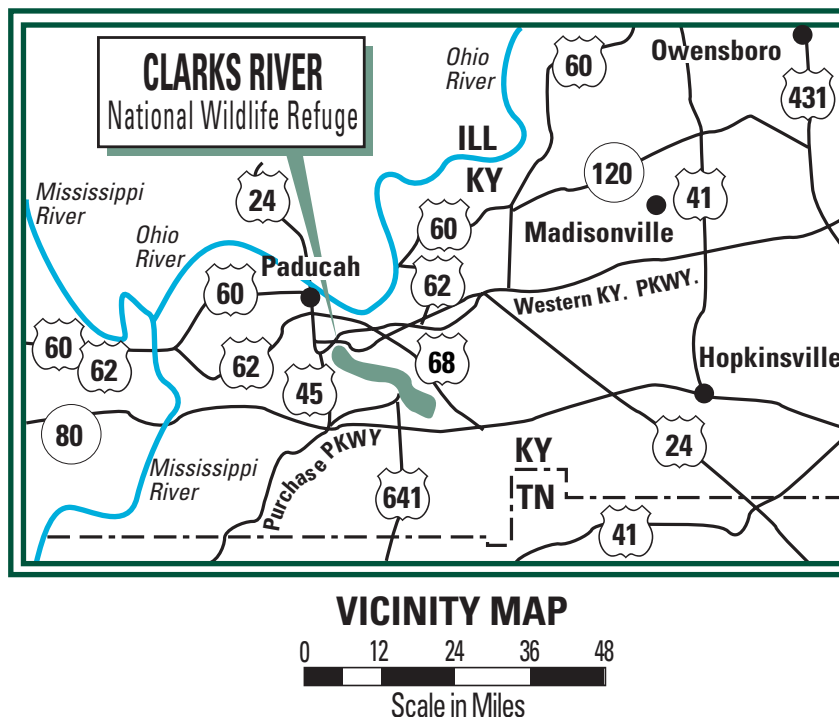 CLARKS RIVER
National Wildlife Refuge
Ohio
River
60
Owensboro
431
ILL
KY
24
120
41
Mississippi
River
Ohio
River
60
Madisonville
Paducah
60
62
Western KY. PKWY.
60
62
62
68
Hopkinsville
45
80
24
Mississippi
River
Purchase PKWY
KY
TN
641
41
VICINITY MAP
0 12 24 36 48
Scale in Miles